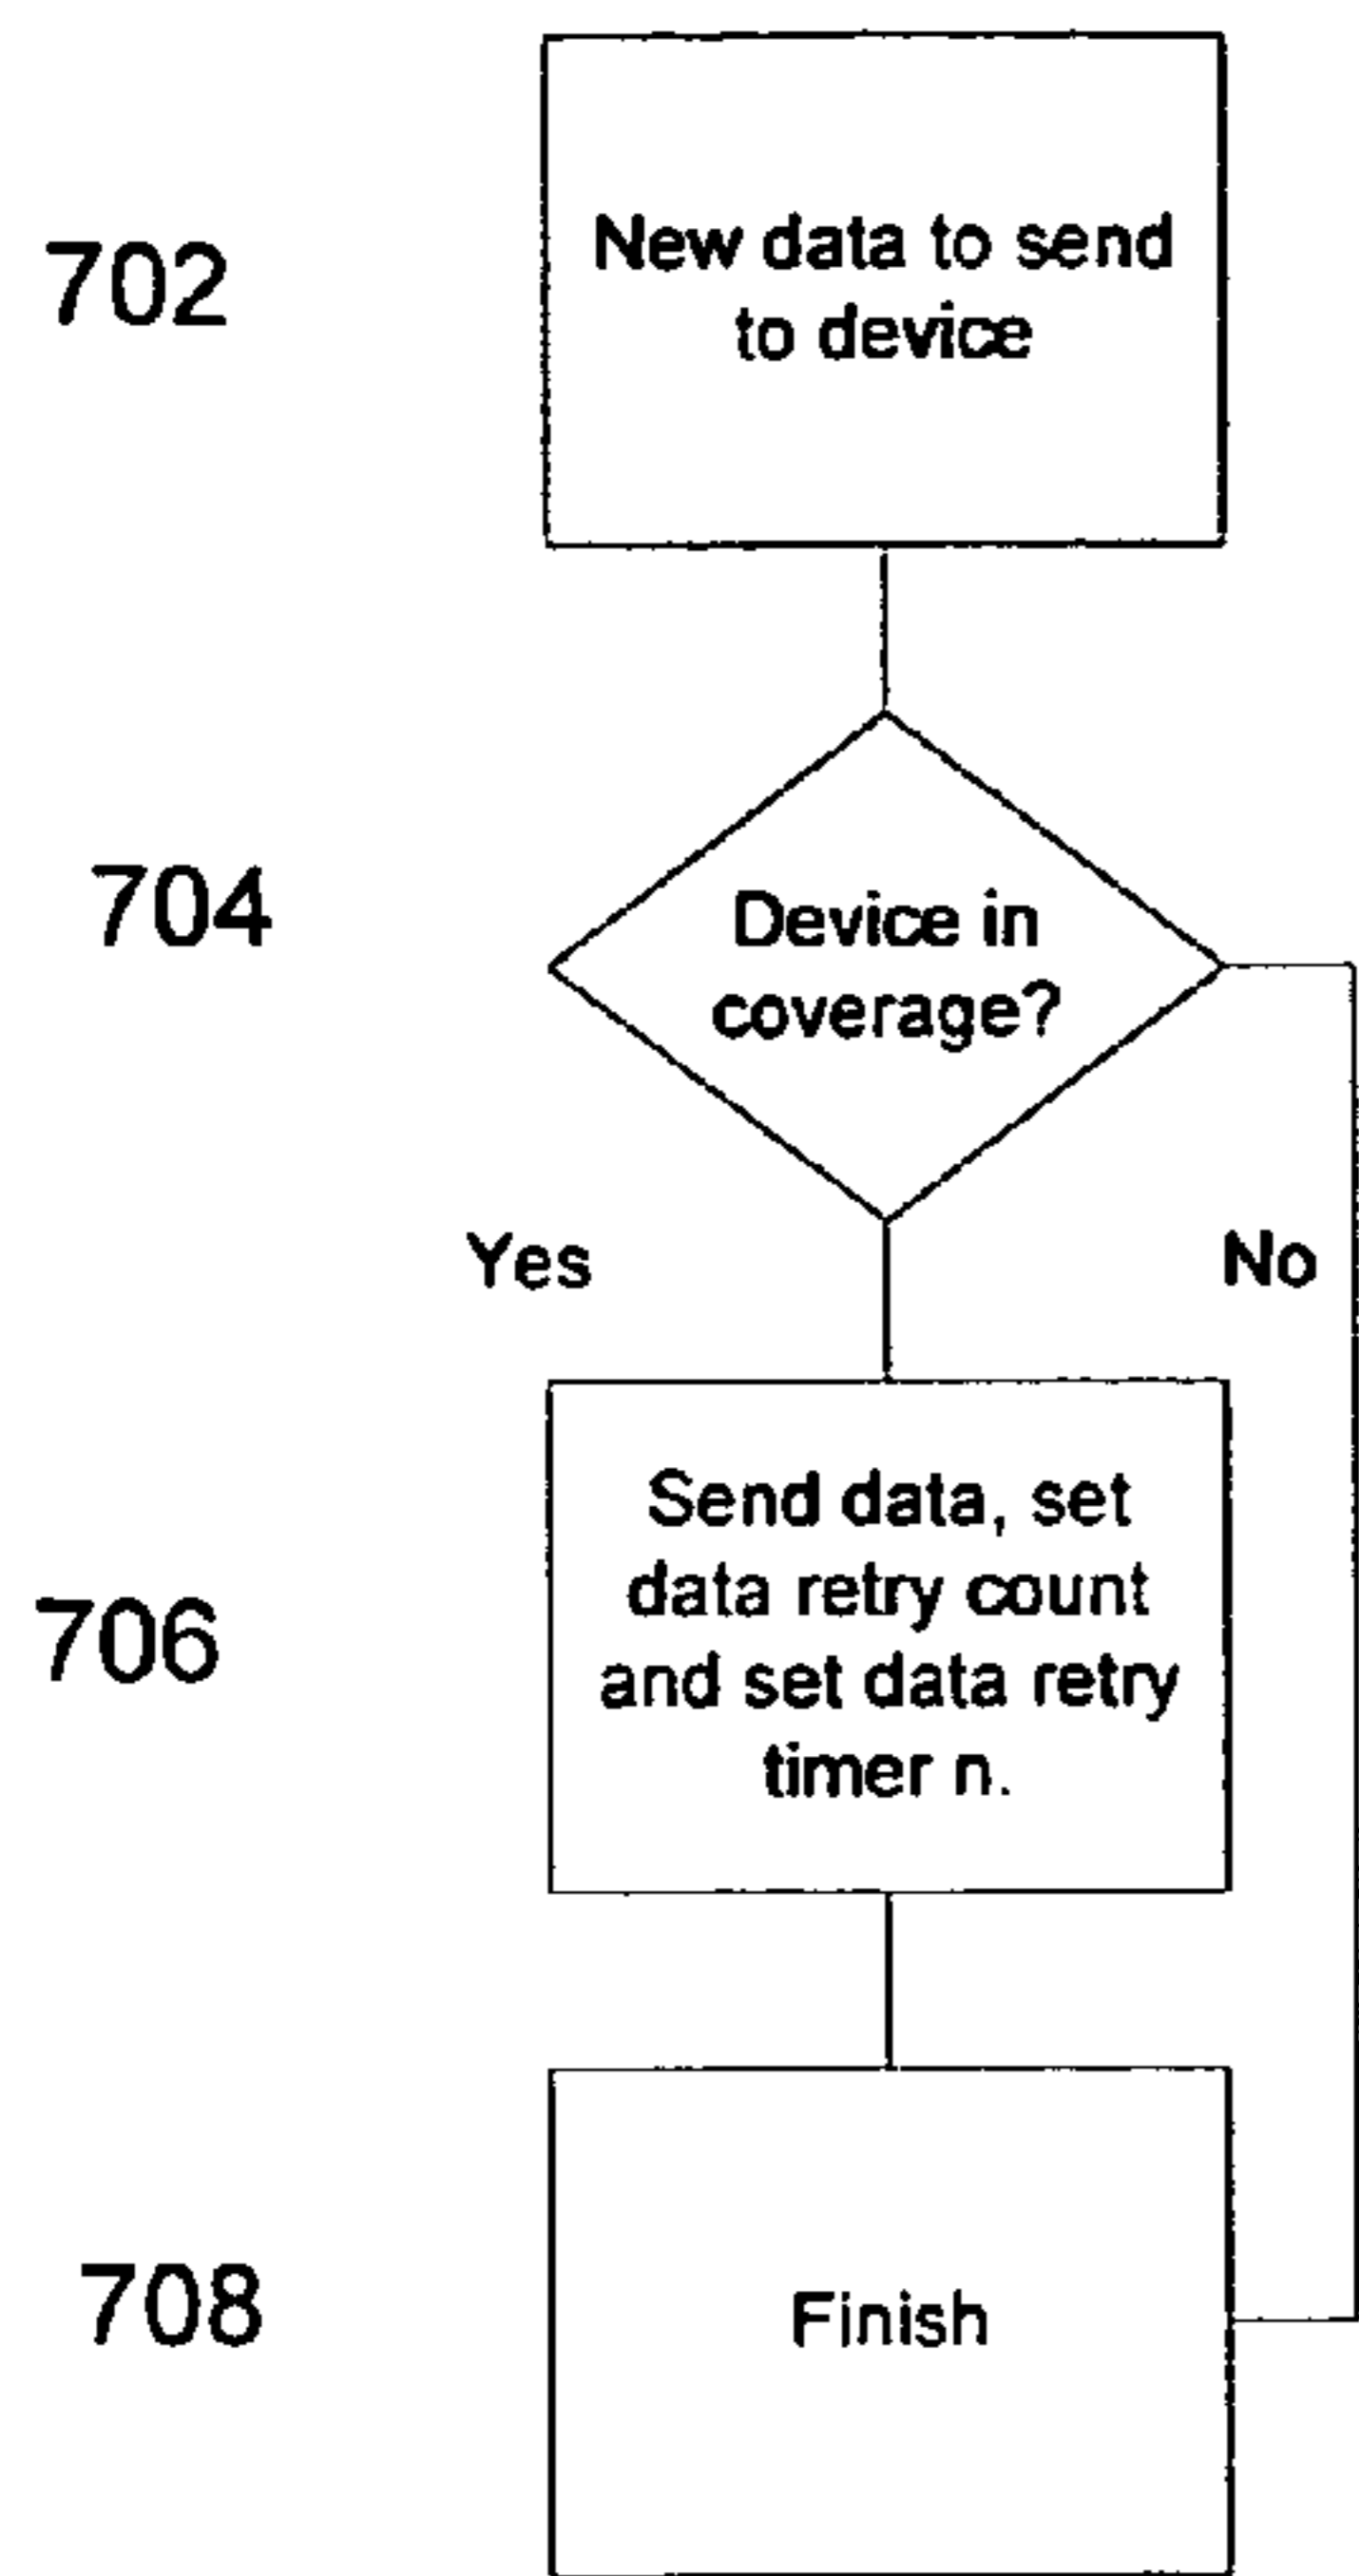 702
New data to send
to device
704
Device in
coverage?
Yes
No
706
Send data, set
data retry count
and set data retry
timer n.
708
Finish